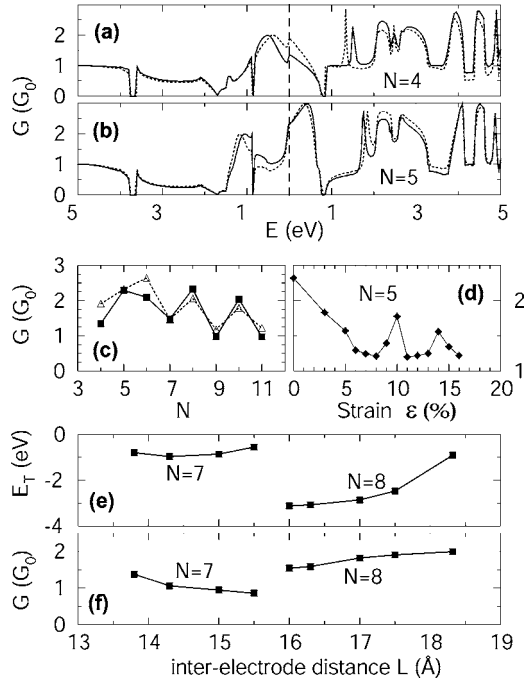 (a)
2
1
0
N=4
G (G₀)
(b)
2
1
0
N=5
5 3 1 1 3 5
E (eV)
G (G₀)
3
2
1
0
(c)
3 5 7 9 11
N
N=5
(d)
2
1
0 5 10 15 20
Strain ε (%)
E_T (eV)
0
-2
-4
(e)
N=7
N=8
G (G₀)
2
1
0
(f)
N=7
N=8
13 14 15 16 17 18 19
inter-electrode distance L (Å)